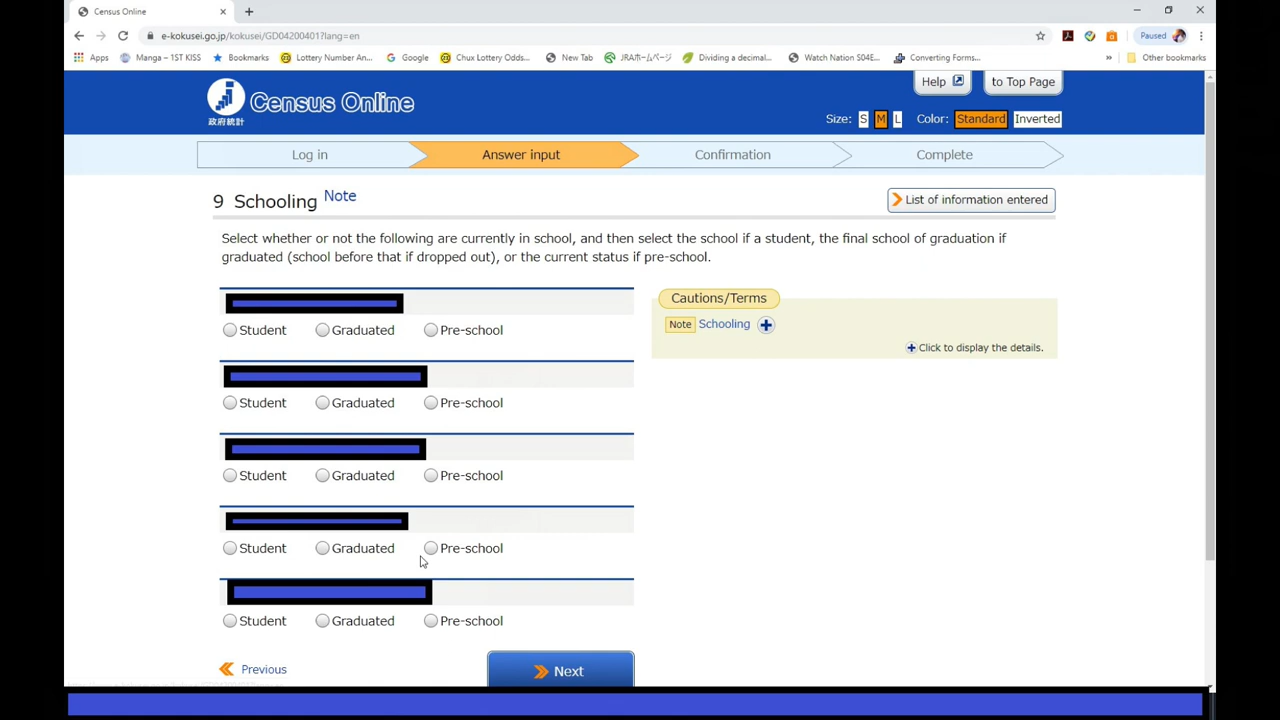 Census Online
e-kokusei.go.jp/kokusei/GD04200401?lang=en
Paused
Apps
Manga – 1ST KISS
Bookmarks
Lottery Number An...
Google
Chux Lottery Odds...
New Tab
JRAホームページ
Dividing a decimal...
Watch Nation 504E...
Converting Forms...
»
Other bookmarks
政府統計
Census Online
Help
to Top Page
Size: S M L Color: Standard Inverted
Log in
Answer input
Confirmation
Complete
9 Schooling Note
List of information entered
Select whether or not the following are currently in school, and then select the school if a student, the final school of graduation if
graduated (school before that if dropped out), or the current status if pre-school.
Student Graduated Pre-school
Student Graduated Pre-school
Student Graduated Pre-school
Student Graduated Pre-school
Student Graduated Pre-school
Cautions/Terms
Note Schooling
Click to display the details.
Previous
Next